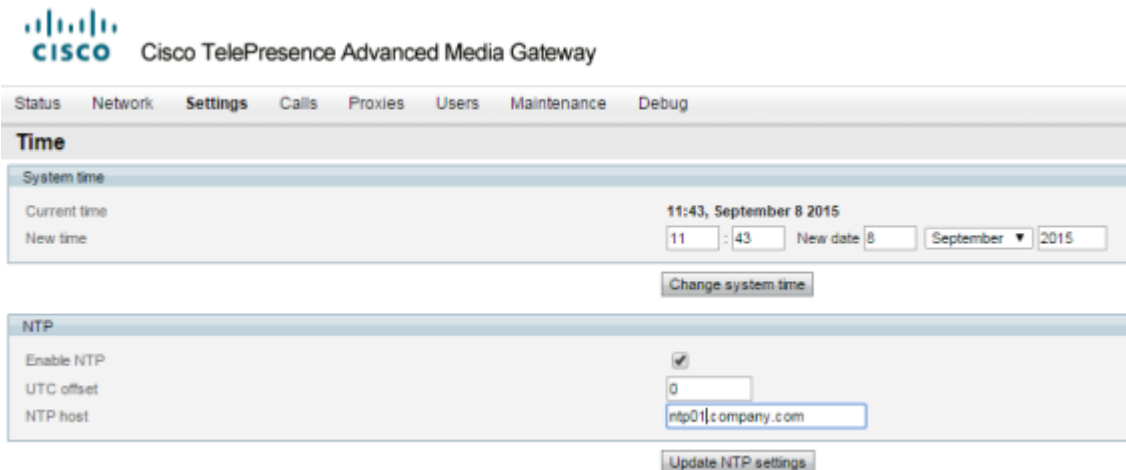 CISCO Cisco TelePresence Advanced Media Gateway
Status Network Settings Calls Proxies Users Maintenance Debug
Time
System time
Current time 11:43, September 8 2015
New time 11 : 43 New date 8 September 2015
Change system time
NTP
Enable NTP
UTC offset 0
NTP host ntp01.company.com
Update NTP settings